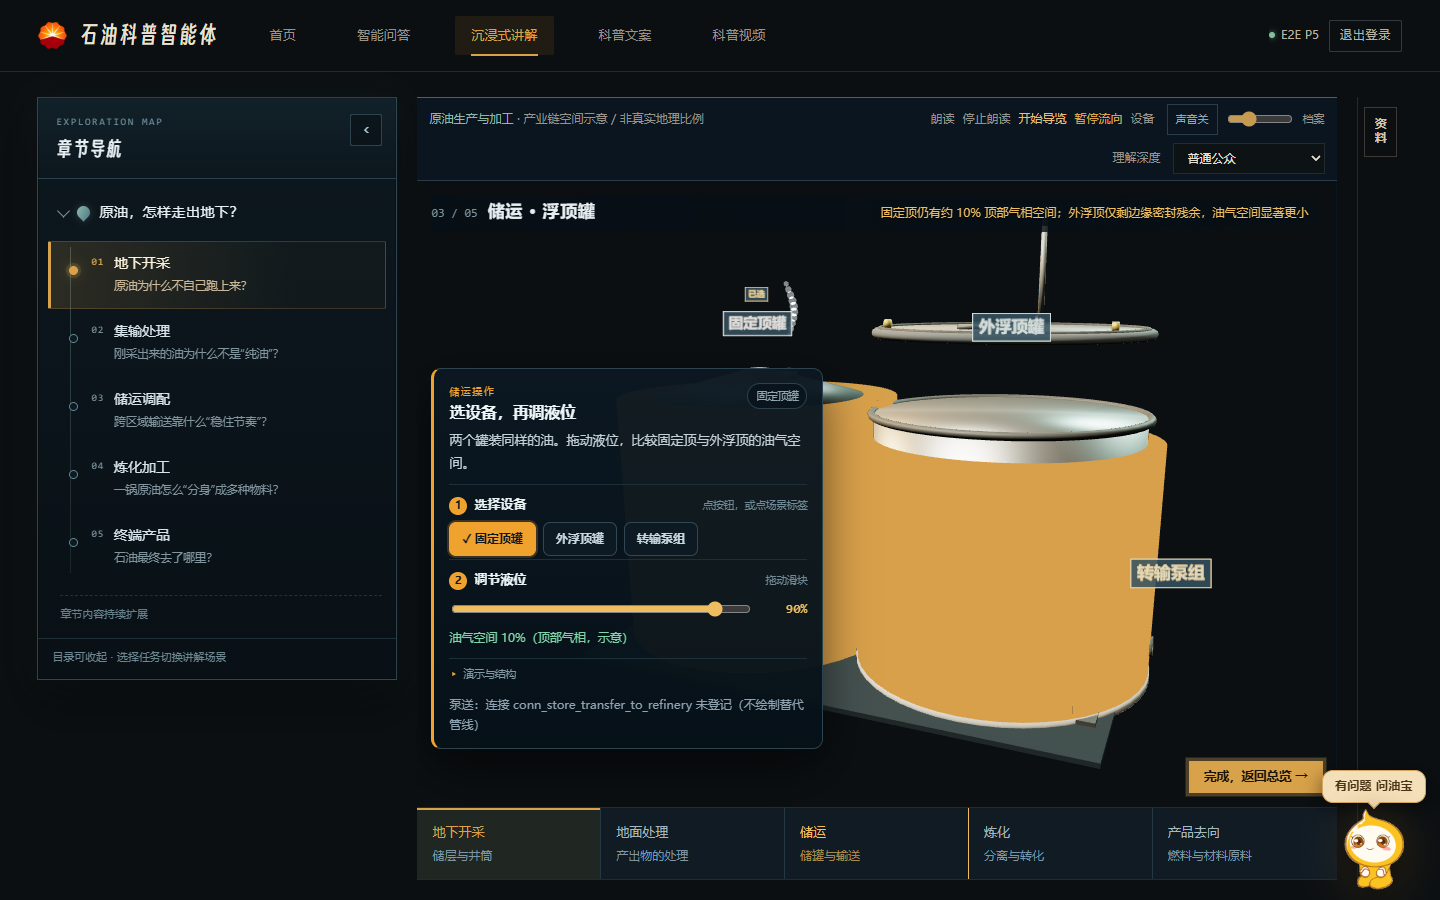 石油科普智能体
首页
智能问答
沉浸式讲解
科普文案
科普视频
E2E P5
退出登录
EXPLORATION MAP
章节导航
‹
原油，怎样走出地下？
01 地下开采
原油为什么不自己跑上来？
02 集输处理
刚采出来的油为什么不是“纯油”？
03 储运调配
跨区域输送靠什么“稳住节奏”？
04 炼化加工
一锅原油怎么“分身”成多种物料？
05 终端产品
石油最终去了哪里？
章节内容持续扩展
目录可收起 · 选择任务切换讲解场景
原油生产与加工 · 产业链空间示意 / 非真实地理比例
朗读 停止朗读 开始导览 暂停流向 设备 声音关 档案
理解深度 普通公众
资料
03 / 05 储运 • 浮顶罐
固定顶仍有约 10% 顶部气相空间；外浮顶仅剩边缘密封残余，油气空间显著更小
已选
固定顶罐
外浮顶罐
转输泵组
储运操作
固定顶罐
选设备，再调液位
两个罐装同样的油。拖动液位，比较固定顶与外浮顶的油气空
间。
1 选择设备
点按钮，或点场景标签
✓ 固定顶罐
外浮顶罐
转输泵组
2 调节液位
拖动滑块
90%
油气空间 10%（顶部气相，示意）
▸ 演示与结构
泵送：连接 conn_store_transfer_to_refinery 未登记（不绘制替代
管线）
完成，返回总览 →
有问题 问油宝
地下开采
储层与井筒
地面处理
产出物的处理
储运
储罐与输送
炼化
分离与转化
产品去向
燃料与材料原料